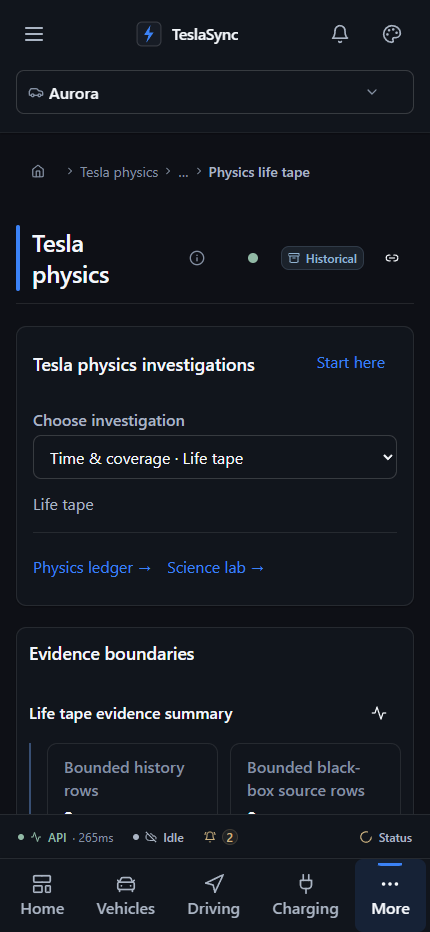 TeslaSync
Aurora
Tesla physics
...
Physics life tape
Tesla
physics
Historical
Tesla physics investigations
Start here
Choose investigation
Time & coverage · Life tape
Life tape
Physics ledger →
Science lab →
Evidence boundaries
Life tape evidence summary
Bounded history
rows
Bounded black-
box source rows
API · 265ms
Idle
2
Status
Home
Vehicles
Driving
Charging
More